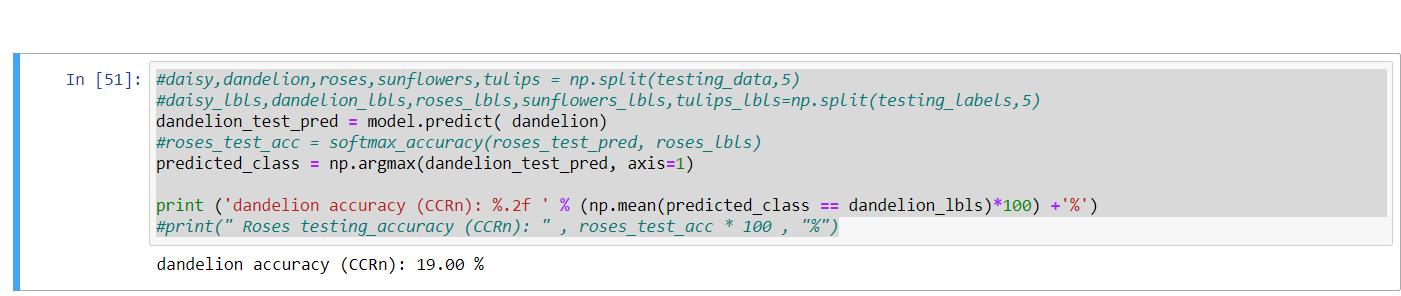 In [51]:
#daisy,dandelion,roses,sunflowers,tulips = np.split(testing_data,5)
#daisy_lbls,dandelion_lbls,roses_lbls,sunflowers_lbls,tulips_lbls=np.split(testing_labels,5)
dandelion_test_pred = model.predict( dandelion)
#roses_test_acc = softmax_accuracy(roses_test_pred, roses_lbls)
predicted_class = np.argmax(dandelion_test_pred, axis=1)
print ('dandelion accuracy (CCRn): %.2f ' % (np.mean(predicted_class == dandelion_lbls)*100) +'%')
#print(" Roses testing_accuracy (CCRn): " , roses_test_acc * 100 , "%")
dandelion accuracy (CCRn): 19.00 %